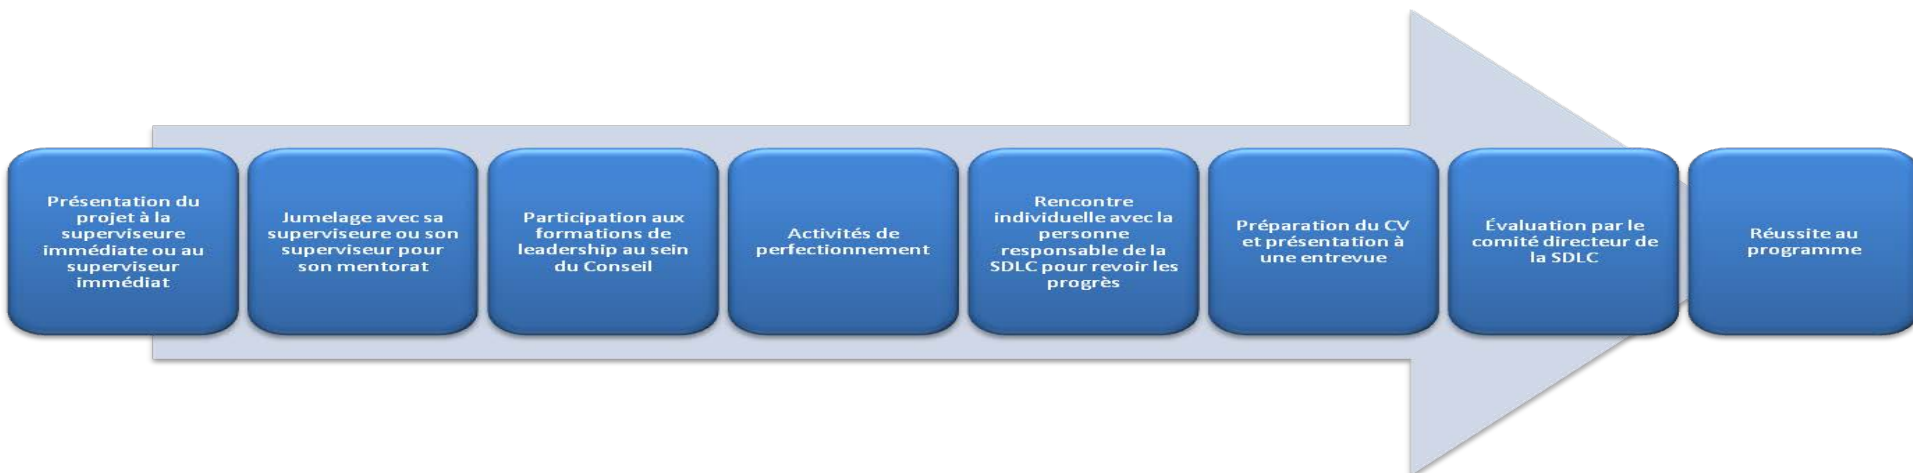 Présentation du
projet à la
superviseure
immédiate ou au
superviseur
immédiat
Jumelage avec sa
superviseure ou son
superviseur pour
son mentorat
Participation aux
formations de
leadership au sein
du Conseil
Activités de
perfectionnement
Rencontre
individuelle avec la
personne
responsable de la
SDLC pour revoir les
progrès
Préparation du CV
et présentation à
une entrevue
Évaluation par le
comité directeur de
la SDLC
Réussite au
programme